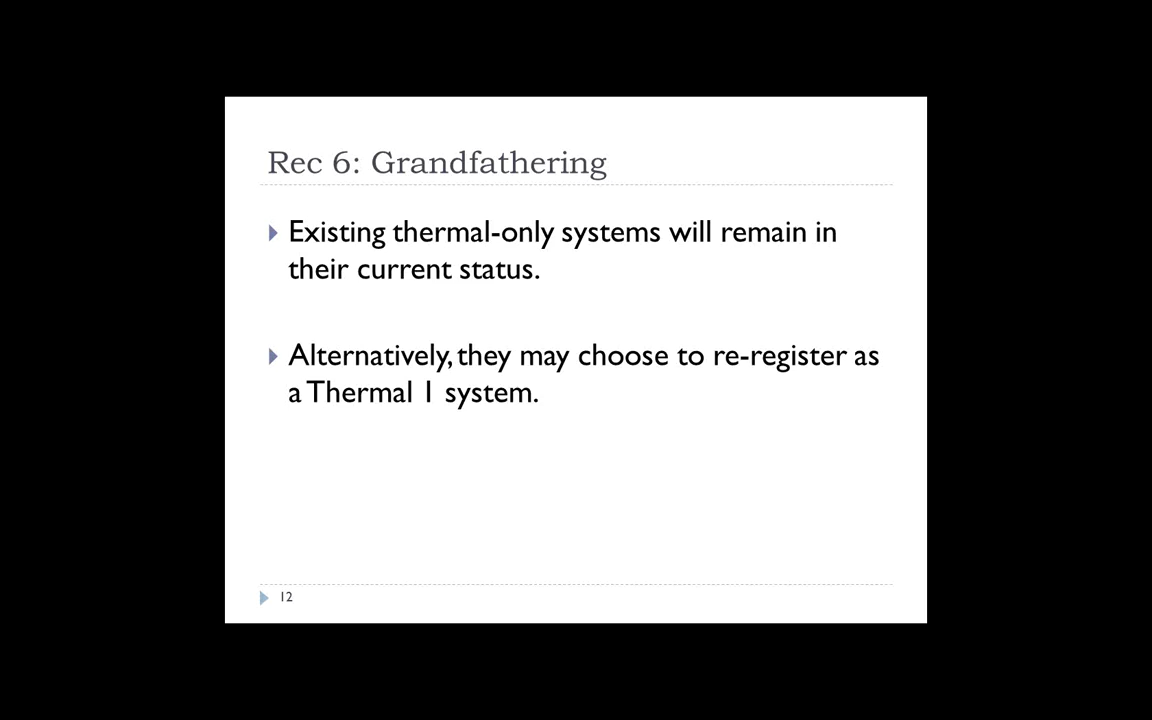 Rec 6: Grandfathering
Existing thermal-only systems will remain in
their current status.
Alternatively, they may choose to re-register as
a Thermal 1 system.
12